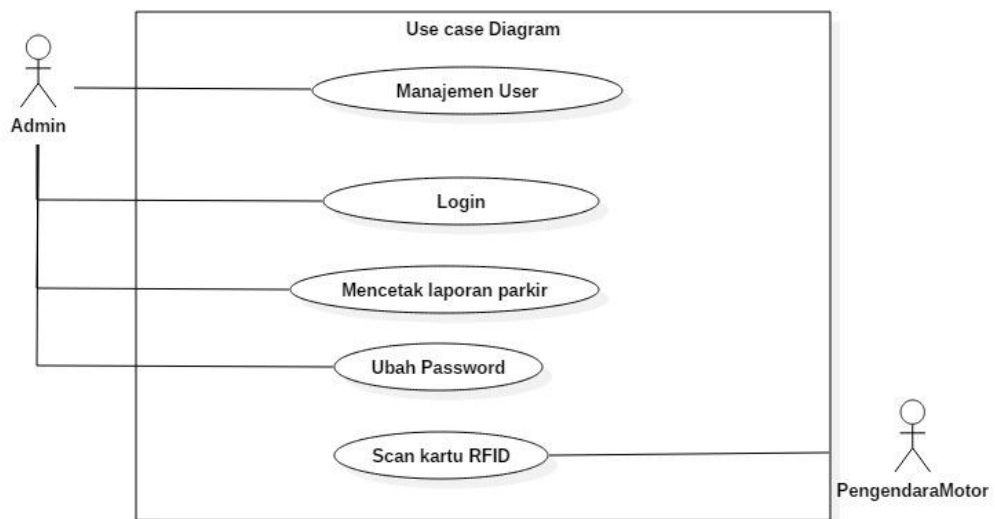 Use case Diagram
Manajemen User
Admin
Login
Mencetak laporan parkir
Ubah Password
Scan kartu RFID
PengendaraMotor